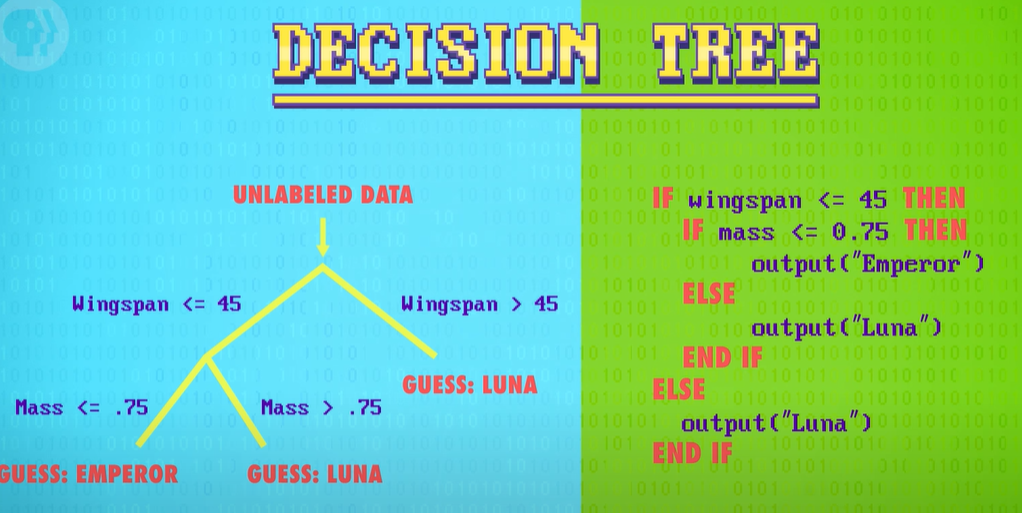 DECISION TREE
UNLABELED DATA
Wingspan <= 45
Wingspan > 45
GUESS: LUNA
Mass <= .75
Mass > .75
GUESS: EMPEROR
GUESS: LUNA
IF wingspan <= 45 THEN
IF mass <= 0.75 THEN
output("Emperor")
ELSE
output("Luna")
END IF
ELSE
output("Luna")
END IF